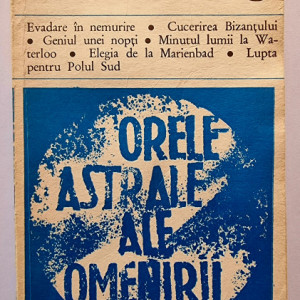 Evadare în nemurire • Cucerirea Bizanțului
• Geniul unei nopți • Minutul lumii la Wa-
terloo • Elegia de la Marienbad • Lupta
pentru Polul Sud
ORELE
ASTRALE
ALE
OMENIRII